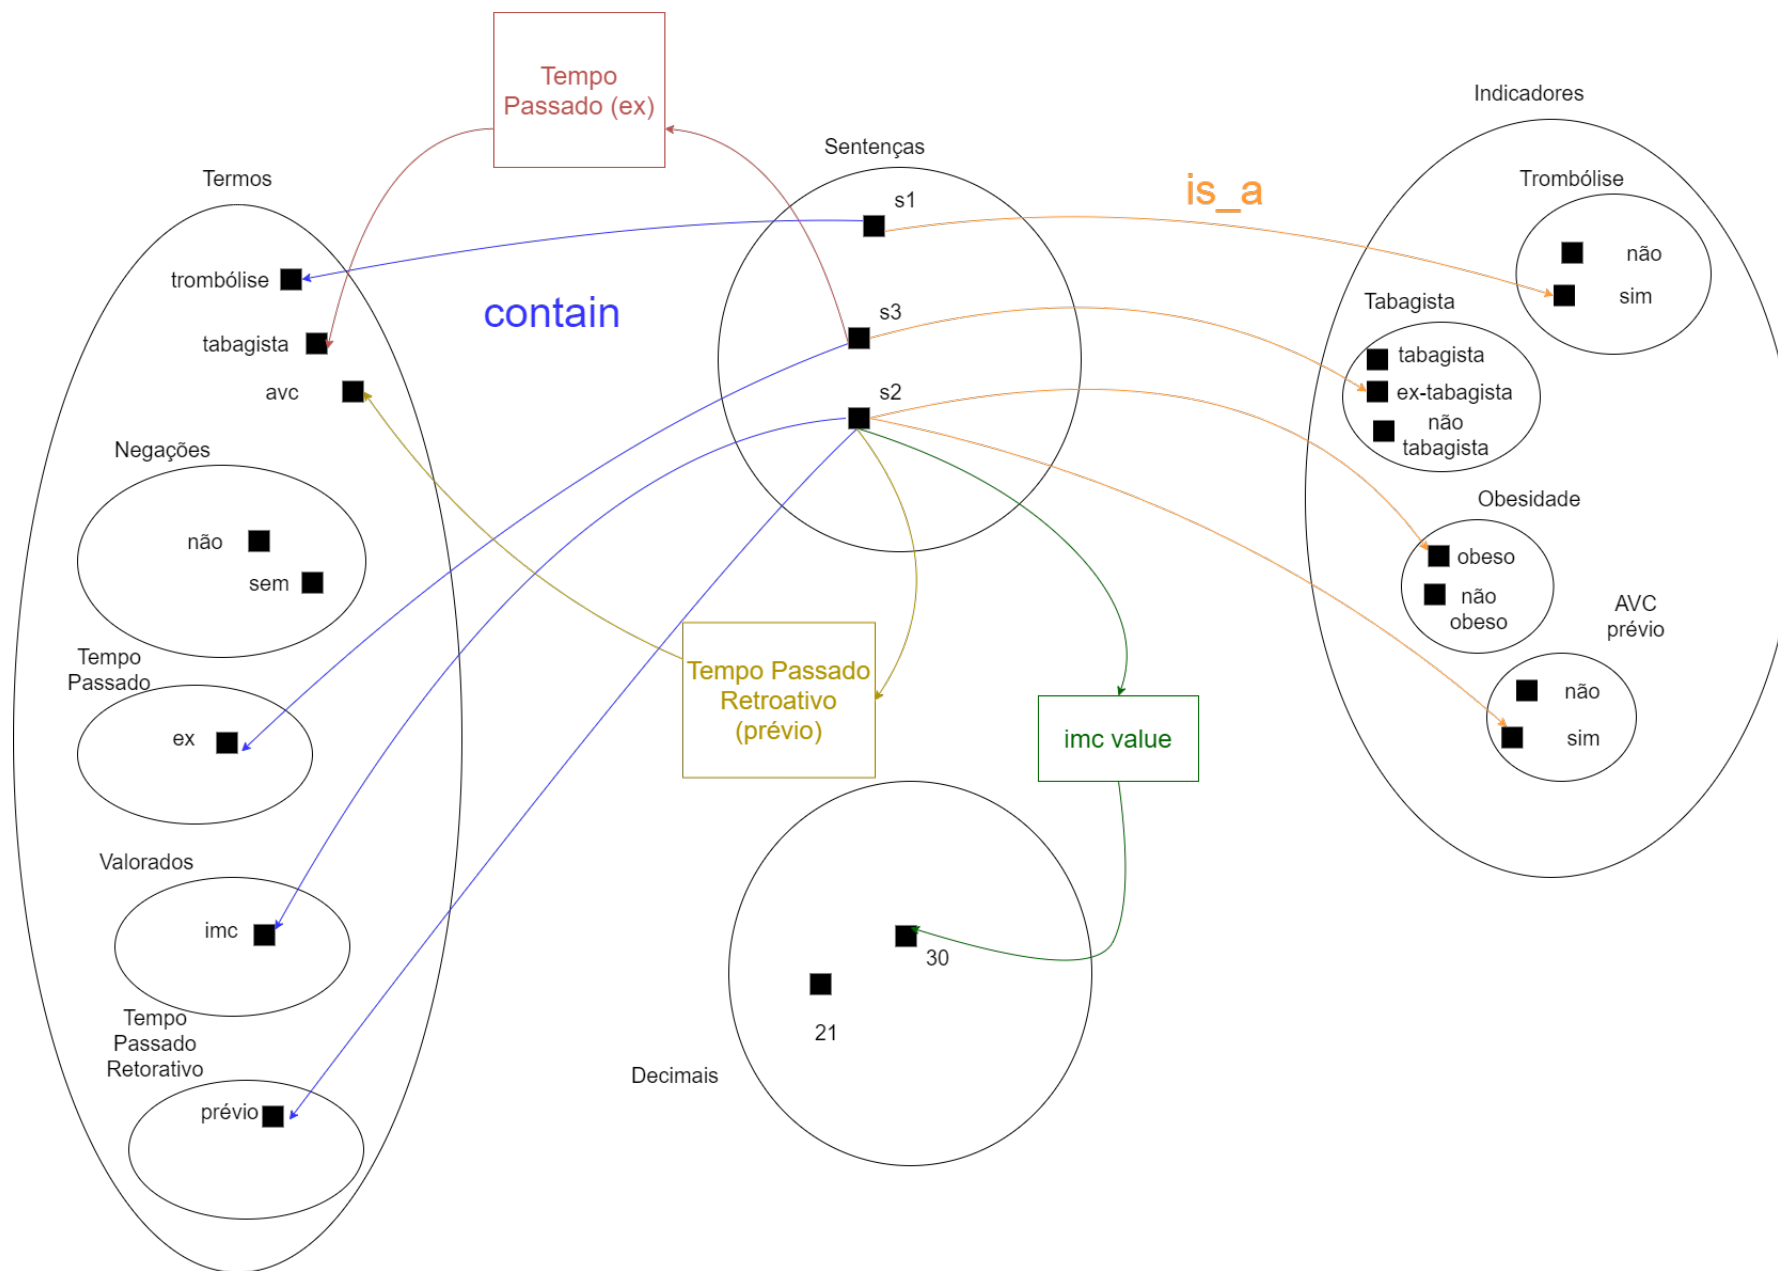 Tempo
Passado (ex)
Indicadores
Sentenças
Termos
is_a
Trombólise
s1
não
trombólise
sim
contain
Tabagista
s3
tabagista
tabagista
avc
s2
ex-tabagista
não
tabagista
Negações
Obesidade
não
obeso
sem
não
obeso
AVC
prévio
Tempo
Passado
Tempo Passado
Retroativo
(prévio)
não
ex
imc value
sim
Valorados
imc
30
Tempo
Passado
Retorativo
21
Decimais
prévio